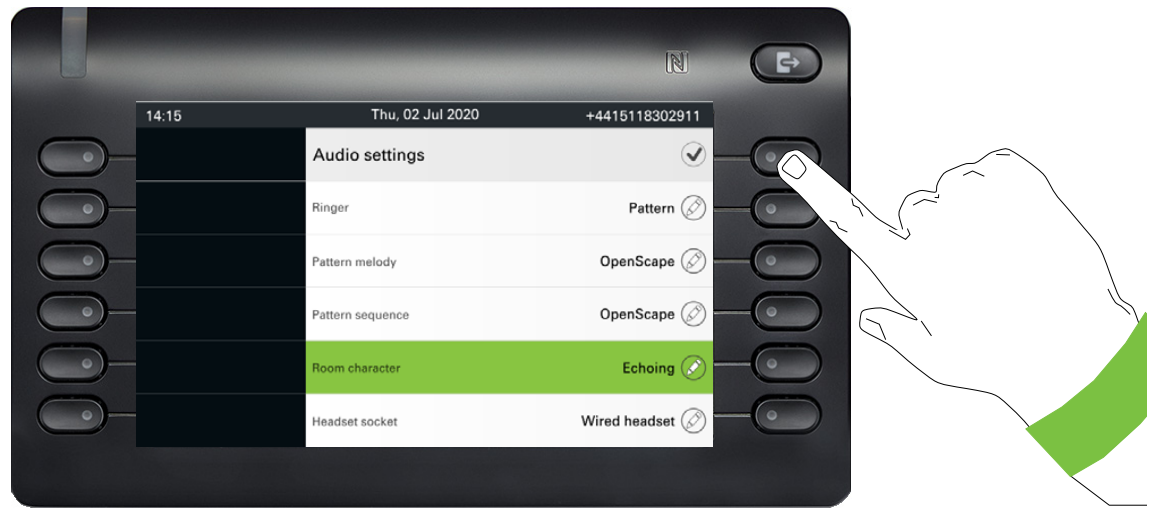 14:15 Thu, 02 Jul 2020 +4415118302911
Audio settings
Ringer Pattern
Pattern melody OpenScape
Pattern sequence OpenScape
Room character Echoing
Headset socket Wired headset